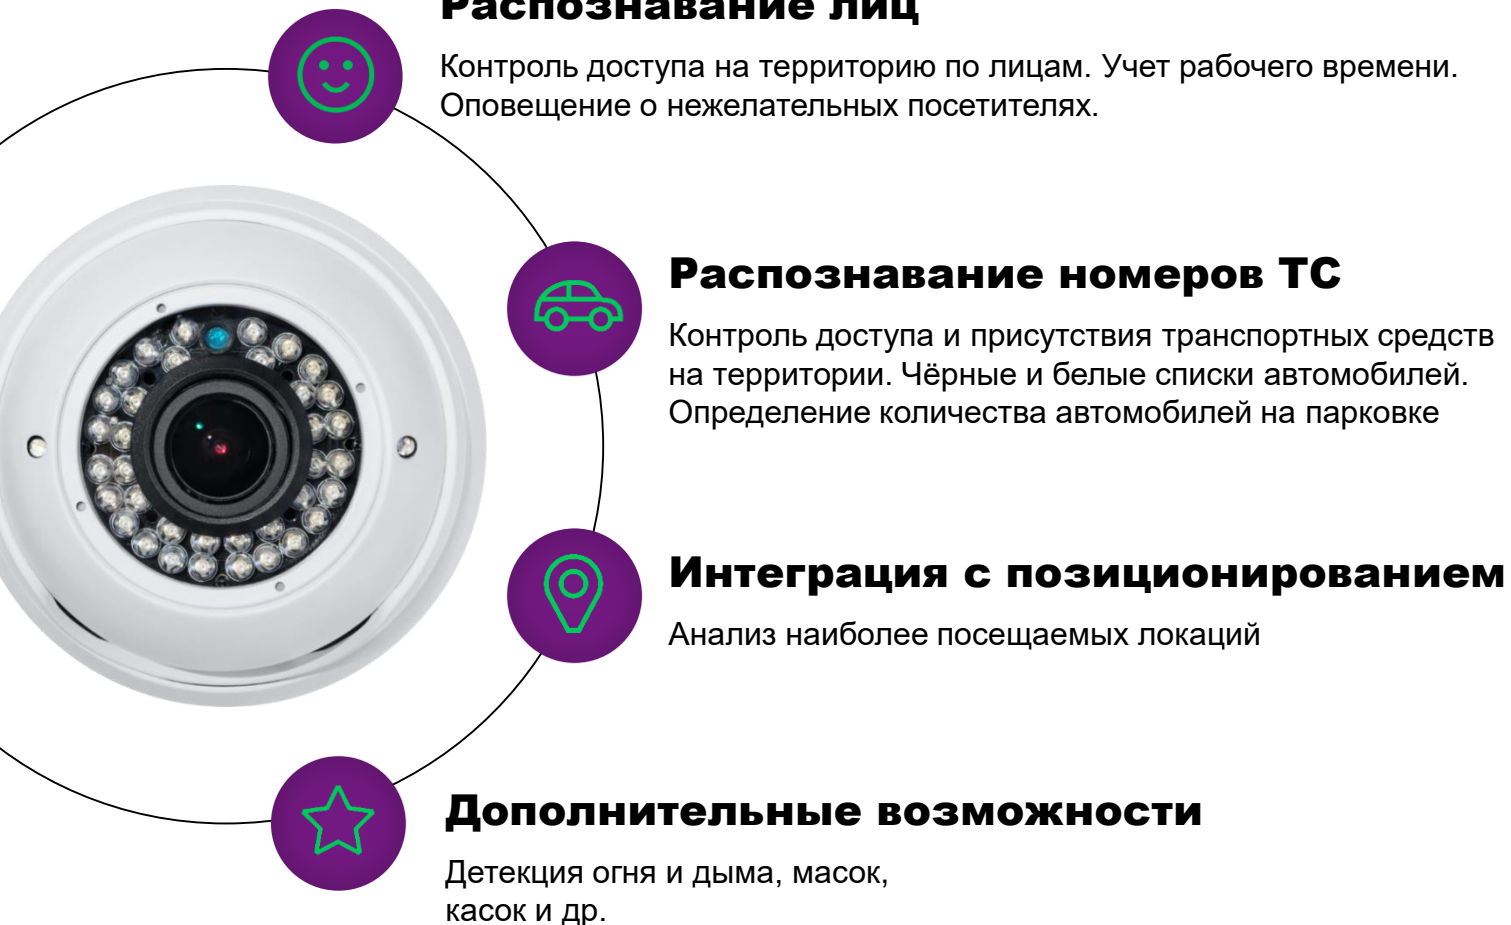 Распознавание лиц
Контроль доступа на территорию по лицам. Учет рабочего времени.
Оповещение о нежелательных посетителях.
Распознавание номеров ТС
Контроль доступа и присутствия транспортных средств
на территории. Чёрные и белые списки автомобилей.
Определение количества автомобилей на парковке
Интеграция с позиционированием
Анализ наиболее посещаемых локаций
Дополнительные возможности
Детекция огня и дыма, масок,
касок и др.